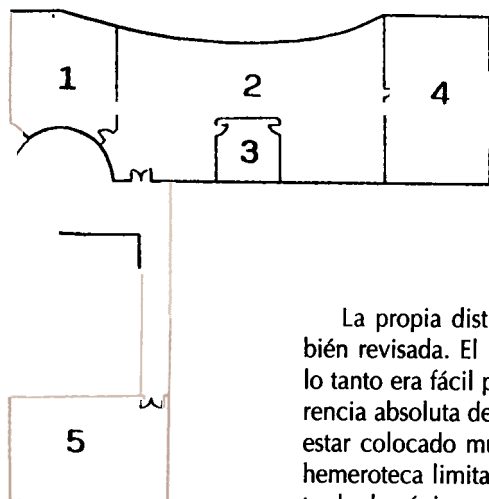 1
2
4
3
5
La propia dist
bién revisada. El
lo tanto era fácil p
rencia absoluta de
estar colocado mu
hemeroteca limita